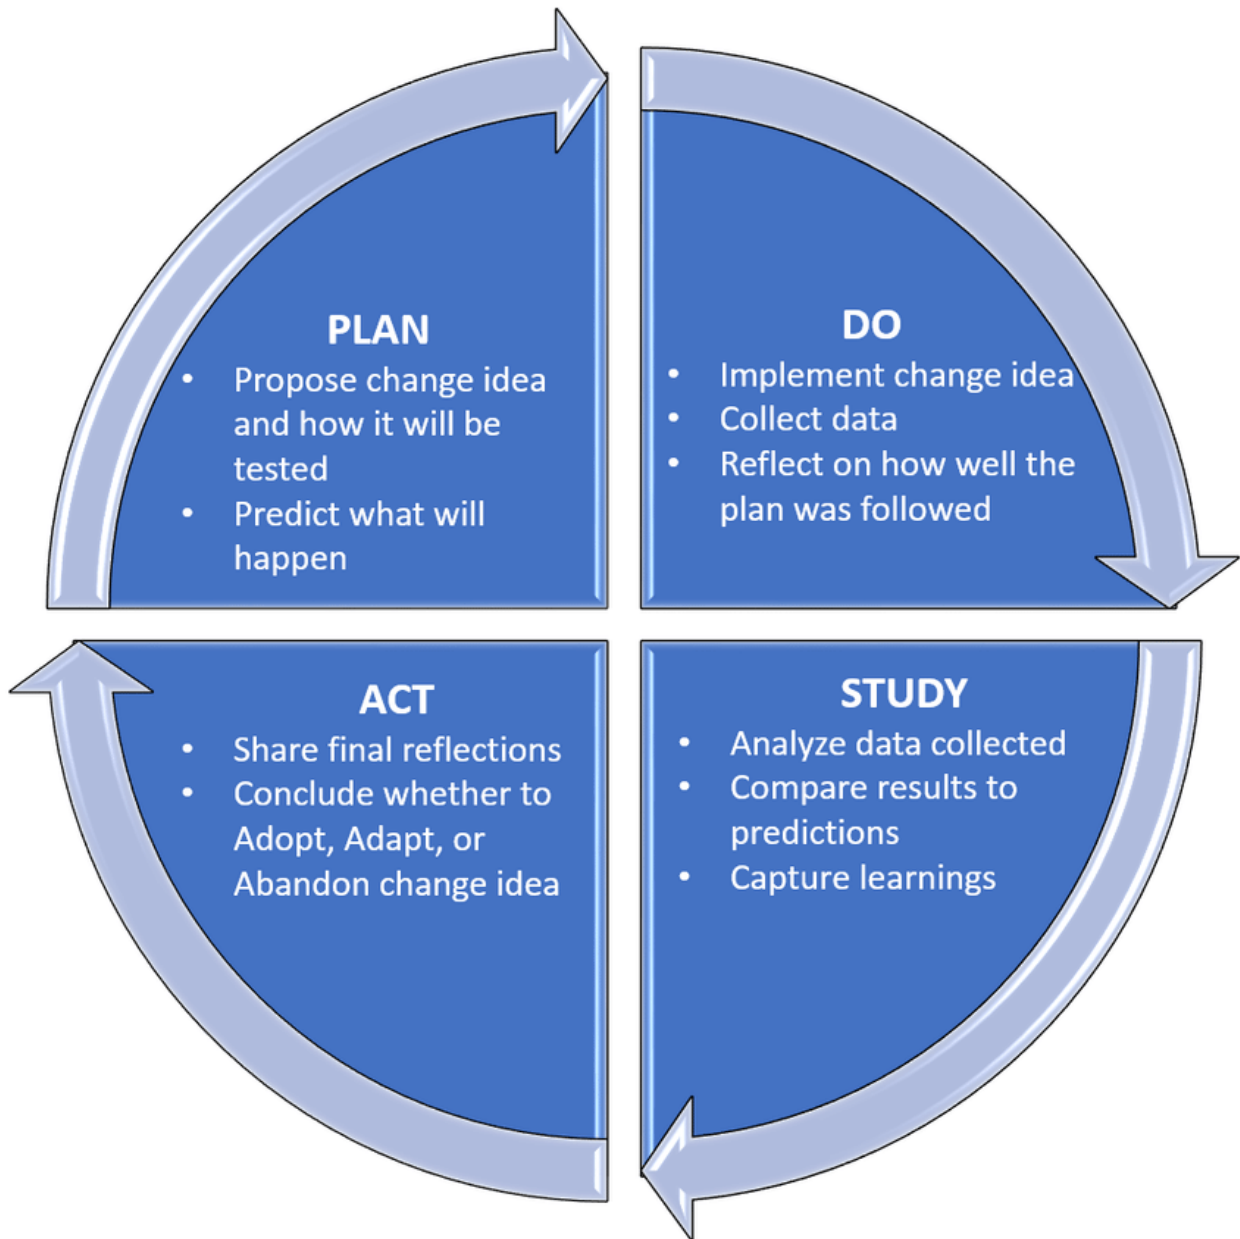 PLAN
• Propose change idea
and how it will be
tested
• Predict what will
happen
DO
• Implement change idea
• Collect data
• Reflect on how well the
plan was followed
STUDY
• Analyze data collected
• Compare results to
predictions
• Capture learnings
ACT
• Share final reflections
• Conclude whether to
Adopt, Adapt, or
Abandon change idea